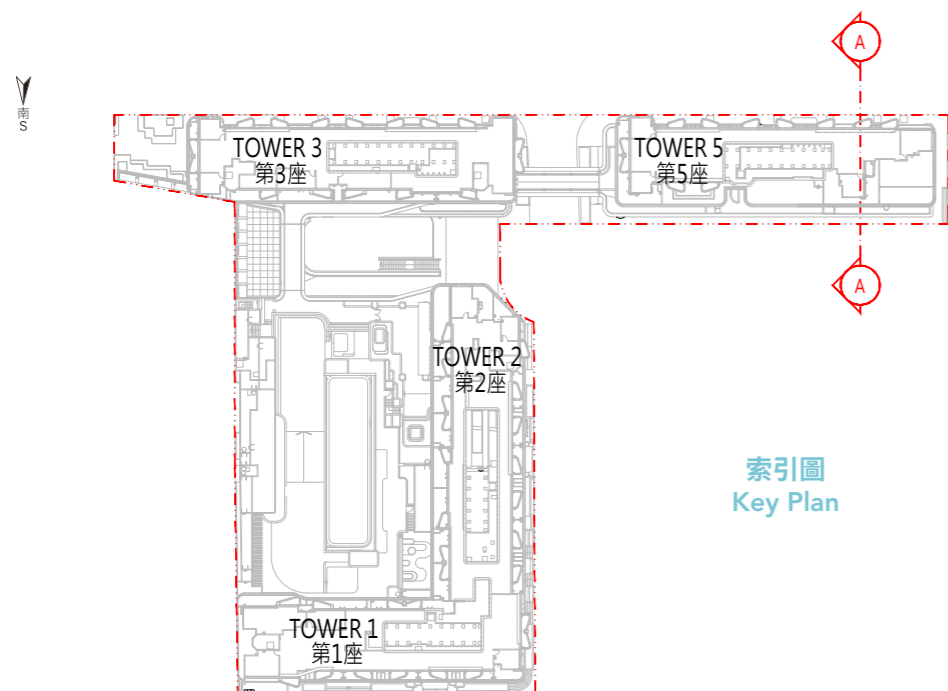 A
南
S
TOWER 3
第3座
TOWER 5
第5座
A
TOWER 2
第2座
索引圖
Key Plan
TOWER 1
第1座